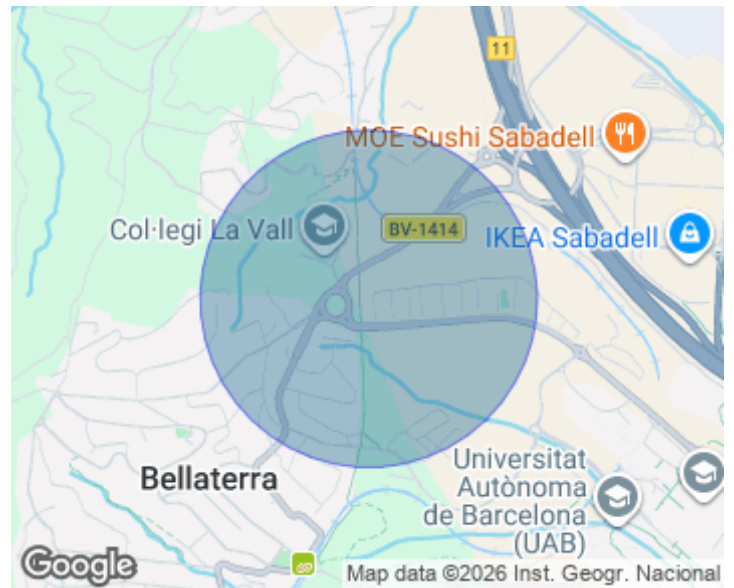 11
MOE Sushi Sabadell
Col·legi La Vall
BV-1414
IKEA Sabadell
Bellaterra
Universitat
Autònoma
de Barcelona
(UAB)
Google
Map data ©2026 Inst. Geogr. Nacional